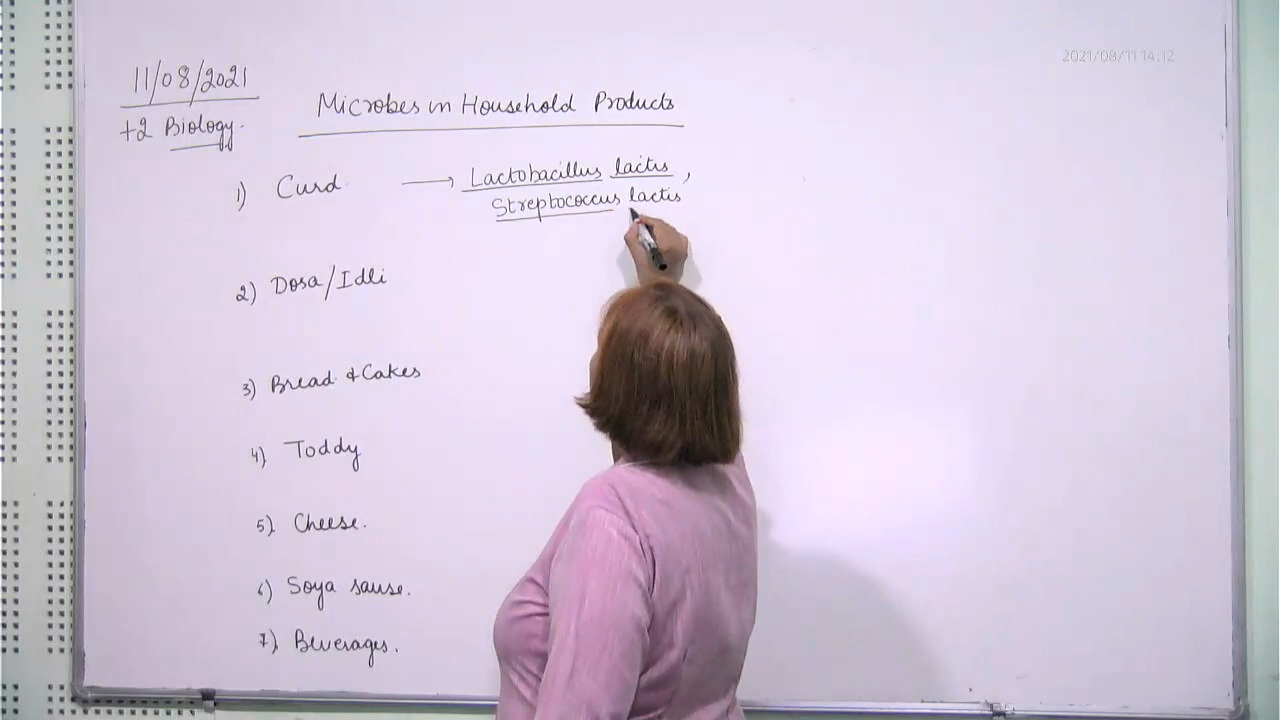 2021/08/11 14:12
11/08/2021
+2 Biology.
Microbes in Household Products
1) Curd. → Lactobacillus lactis,
Streptococcus lactis
2) Dosa/Idli
3) Bread & Cakes
4) Toddy
5) Cheese.
6) Soya sause.
7) Beverages.